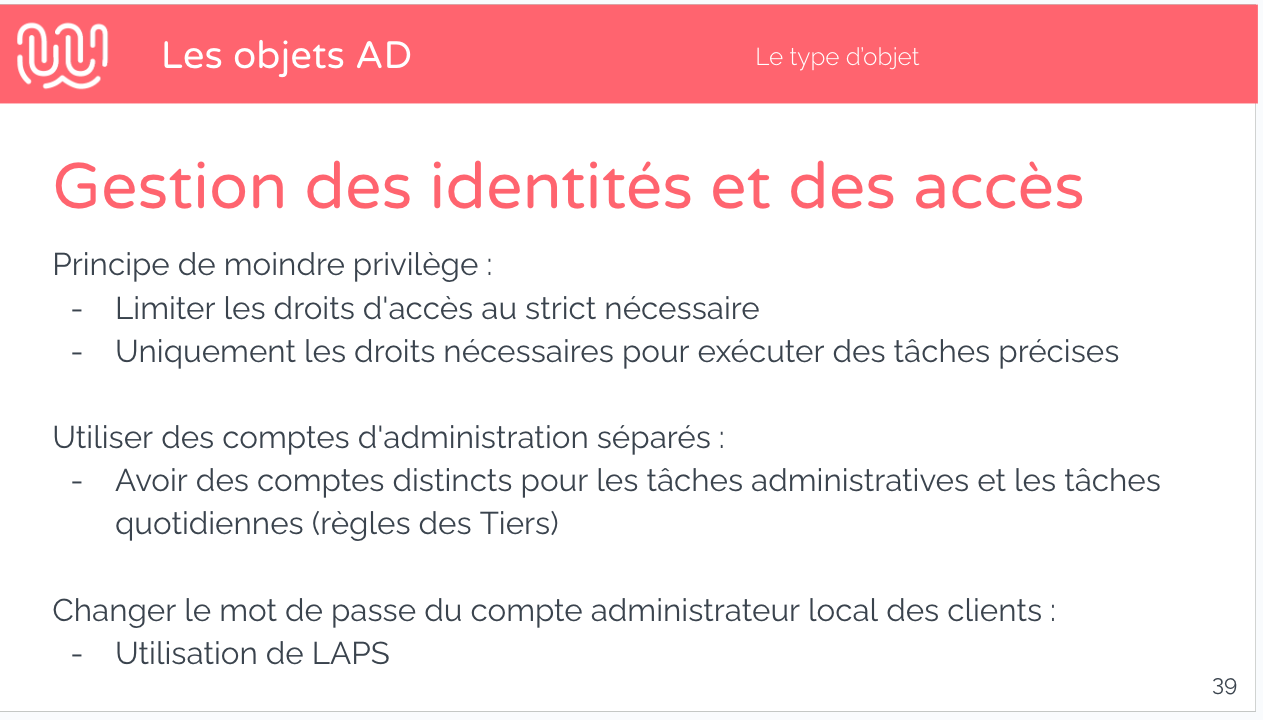 Les objets AD
Le type d'objet
Gestion des identités et des accès
Principe de moindre privilège :
- Limiter les droits d'accès au strict nécessaire
- Uniquement les droits nécessaires pour exécuter des tâches précises
Utiliser des comptes d'administration séparés :
- Avoir des comptes distincts pour les tâches administratives et les tâches
quotidiennes (règles des Tiers)
Changer le mot de passe du compte administrateur local des clients :
- Utilisation de LAPS
39